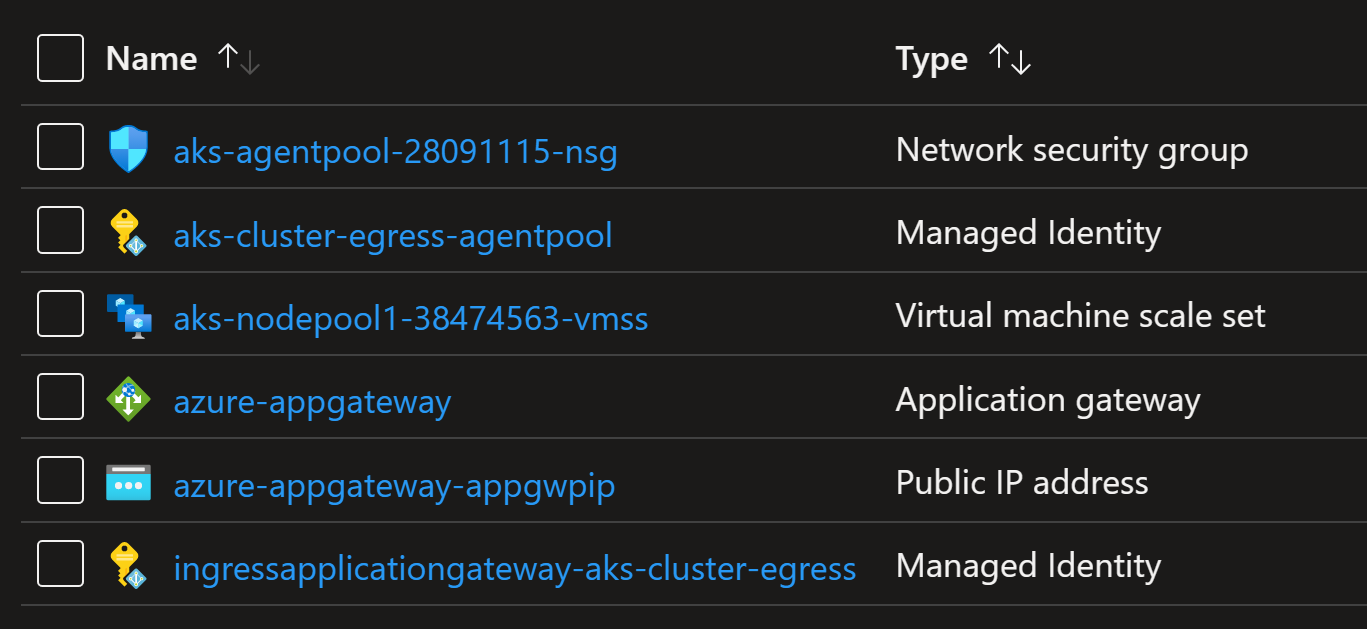 Name ↑↓ Type ↑↓
aks-agentpool-28091115-nsg Network security group
aks-cluster-egress-agentpool Managed Identity
aks-nodepool1-38474563-vmss Virtual machine scale set
azure-appgateway Application gateway
azure-appgateway-appgwpip Public IP address
ingressapplicationgateway-aks-cluster-egress Managed Identity